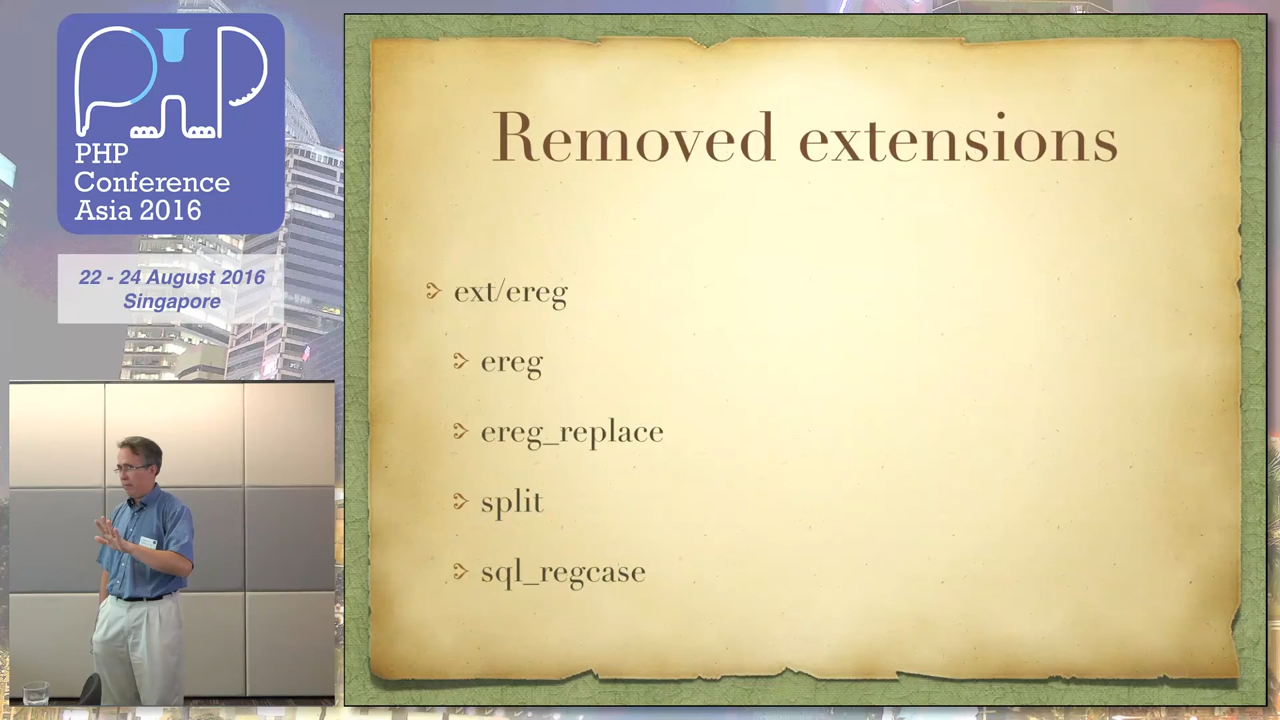 PHP
Conference
Asia 2016
22 - 24 August 2016
Singapore
Removed extensions
ext/ereg
ereg
ereg_replace
split
sql_regcase